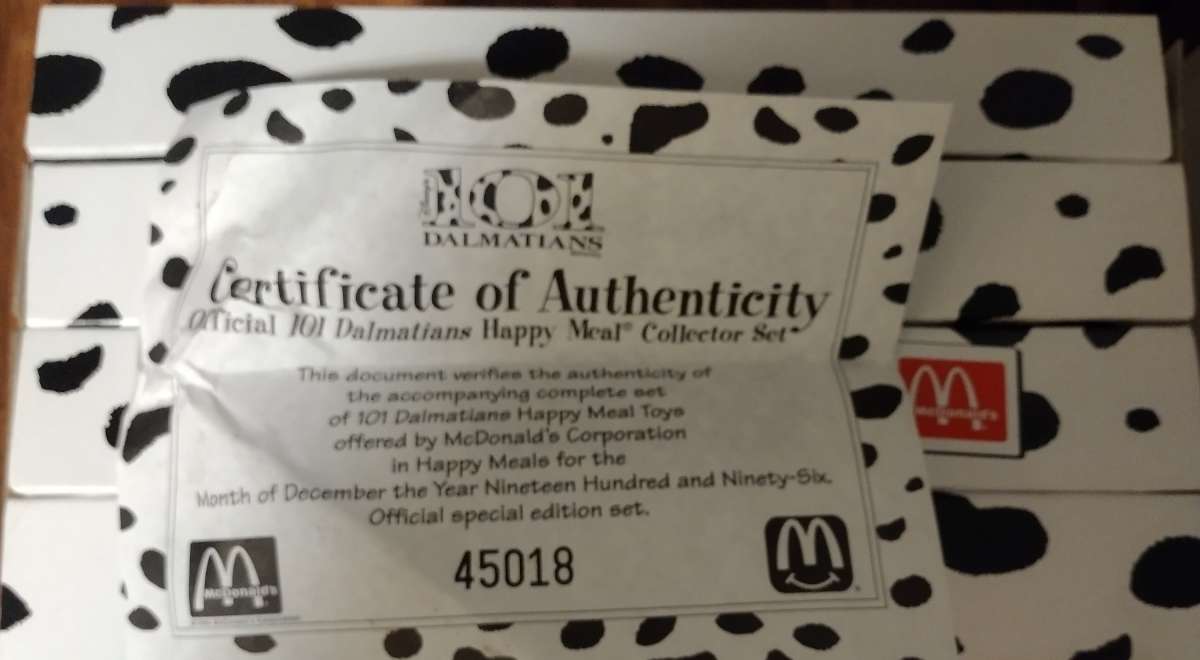 Disney's
101
DALMATIANS
Certificate of Authenticity
Official 101 Dalmatians Happy Meal® Collector Set™
This document verifies the authenticity of
the accompanying complete set
of 101 Dalmatians Happy Meal Toys
offered by McDonald's Corporation
in Happy Meals for the
Month of December the Year Nineteen Hundred and Ninety-Six.
Official special edition set.
45018
McDonald's
McDonald's